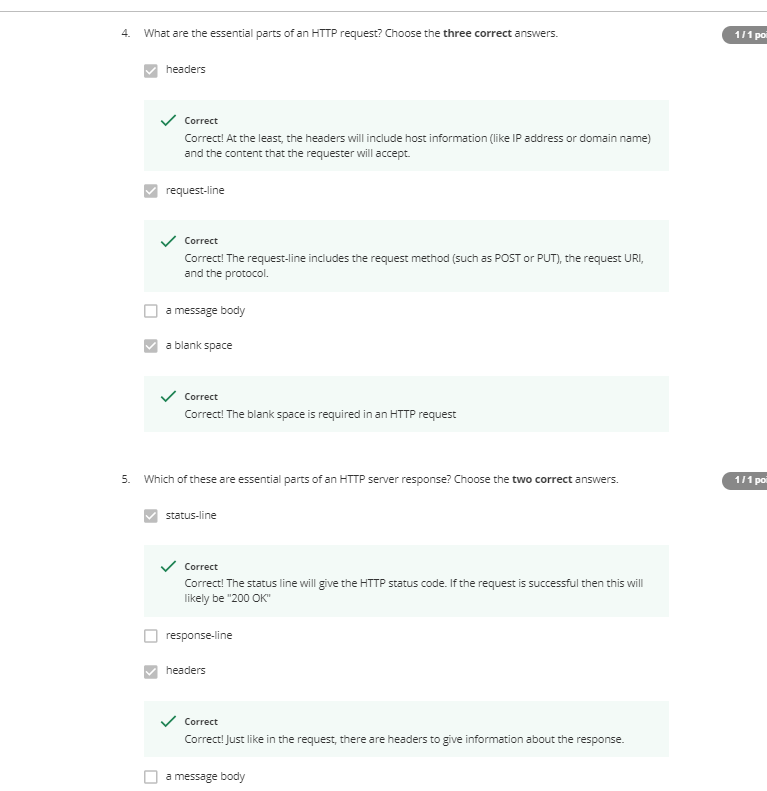 4. What are the essential parts of an HTTP request? Choose the three correct answers.
1 / 1 poi
headers
Correct
Correct! At the least, the headers will include host information (like IP address or domain name)
and the content that the requester will accept.
request-line
Correct
Correct! The request-line includes the request method (such as POST or PUT), the request URI,
and the protocol.
a message body
a blank space
Correct
Correct! The blank space is required in an HTTP request
5. Which of these are essential parts of an HTTP server response? Choose the two correct answers.
1 / 1 poi
status-line
Correct
Correct! The status line will give the HTTP status code. If the request is successful then this will
likely be "200 OK"
response-line
headers
Correct
Correct! Just like in the request, there are headers to give information about the response.
a message body